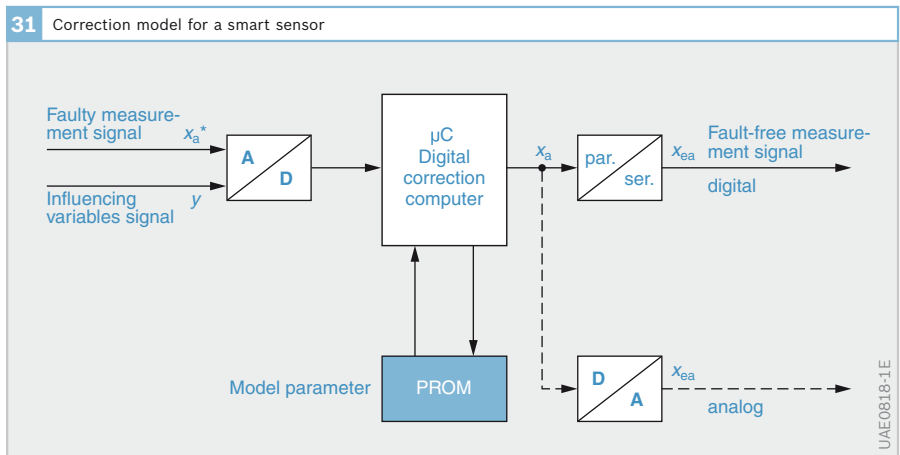 31 Correction model for a smart sensor
Faulty measure-
ment signal xa*
Influencing y
variables signal
A
D
µC
Digital
correction
computer
xa
par.
ser.
xea Fault-free measure-
ment signal
digital
Model parameter
PROM
D
A
xea
analog
UAE0818-1E